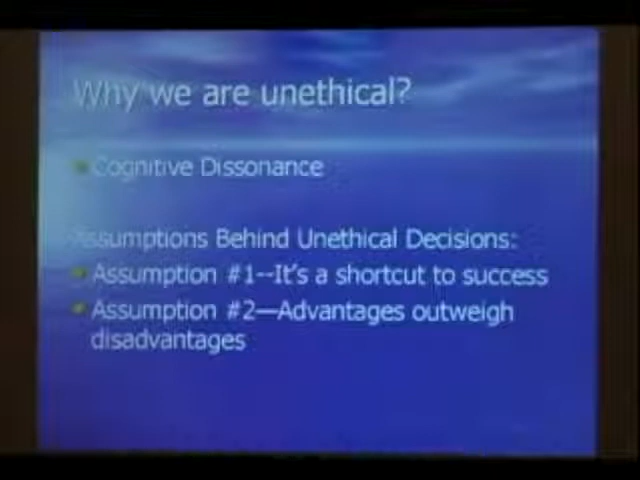 Why we are unethical?
Cognitive Dissonance
Assumptions Behind Unethical Decisions:
Assumption #1--It's a shortcut to success
Assumption #2—Advantages outweigh
disadvantages